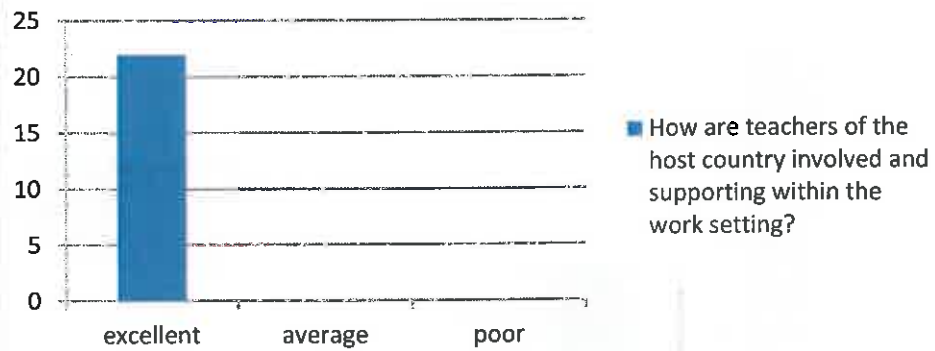 25
20
15
10
5
0
excellent average poor
How are teachers of the
host country involved and
supporting within the
work setting?